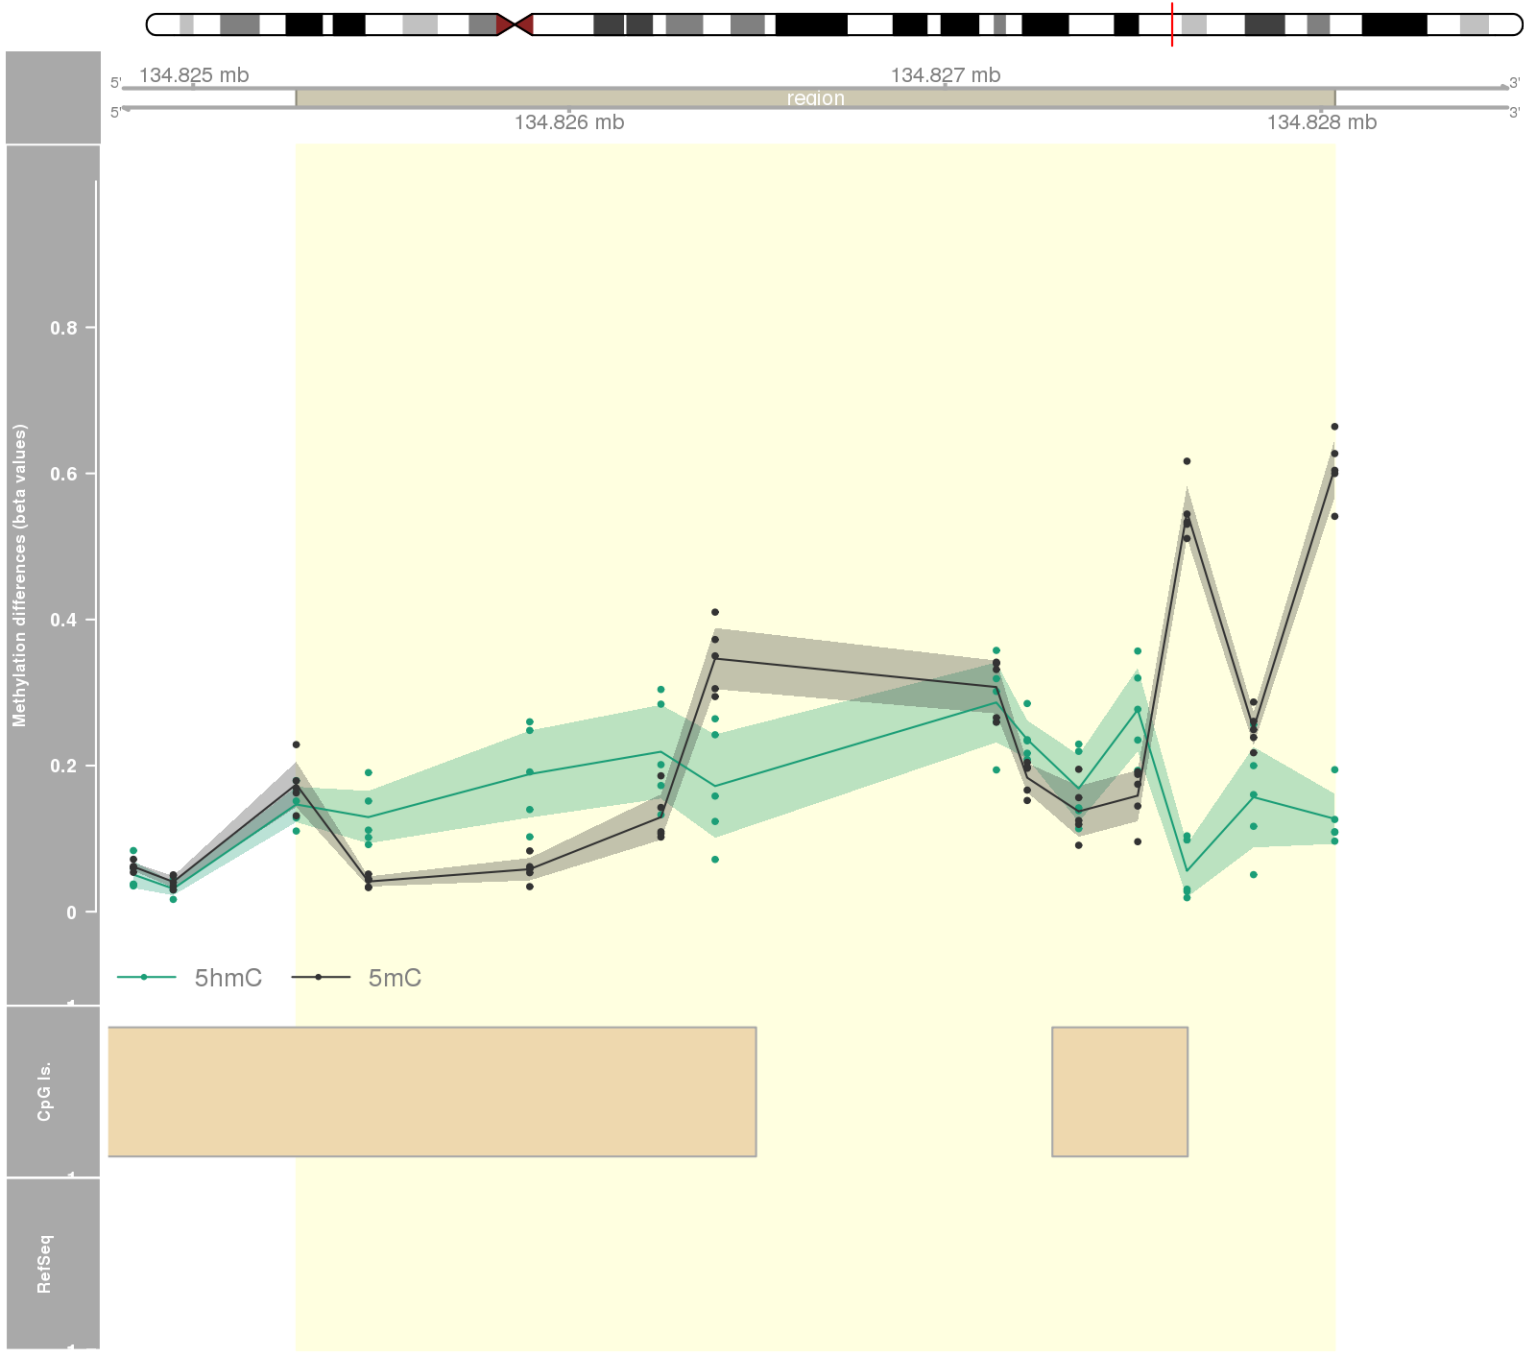 134.825 mb
134.827 mb
5'
3'
region
5'
3'
134.826 mb
134.828 mb
Methylation differences (beta values)
0.8
0.6
0.4
0.2
0
5hmC
5mC
CpG Is.
RefSeq